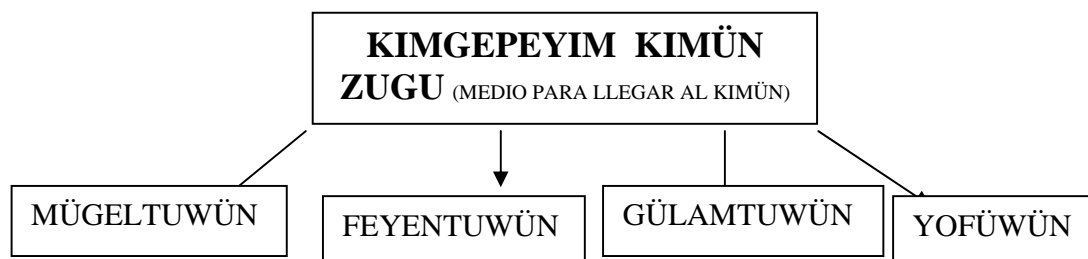 KIMGEPEYIM KIMÜN
ZUGU (MEDIO PARA LLEGAR AL KIMÜN)
MÜGELTUWÜN
FEYENTUWÜN
GÜLAMTUWÜN
YOFÜWÜN